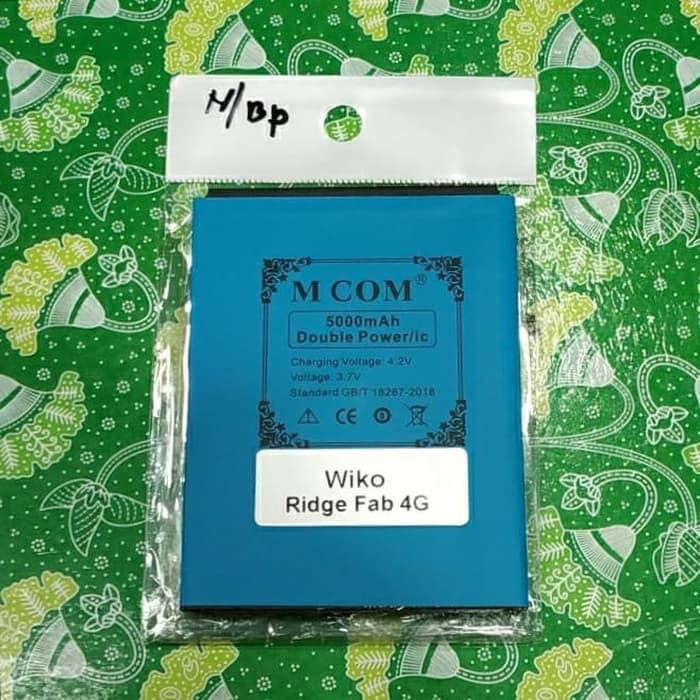 N/Bp
M COM®
5000mAh
Double Power/ic
Charging Voltage: 4.2V
Voltage: 3.7V
Standard GB/T 18287-2018
CE
Wiko
Ridge Fab 4G